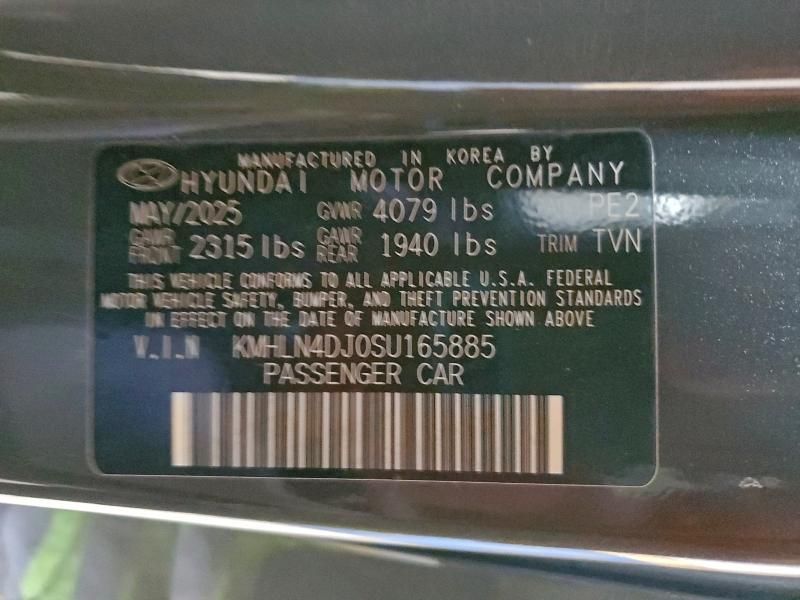 MANUFACTURED IN KOREA BY
HYUNDAI MOTOR COMPANY
MAY/2025 GVWR 4079 lbs PE2
GAWR FRONT 2315 lbs GAWR REAR 1940 lbs TRIM TVN
THIS VEHICLE CONFORMS TO ALL APPLICABLE U.S.A. FEDERAL
MOTOR VEHICLE SAFETY, BUMPER, AND THEFT PREVENTION STANDARDS
IN EFFECT ON THE DATE OF MANUFACTURE SHOWN ABOVE
V.I.N KMHLN4DJ0SU165885
PASSENGER CAR